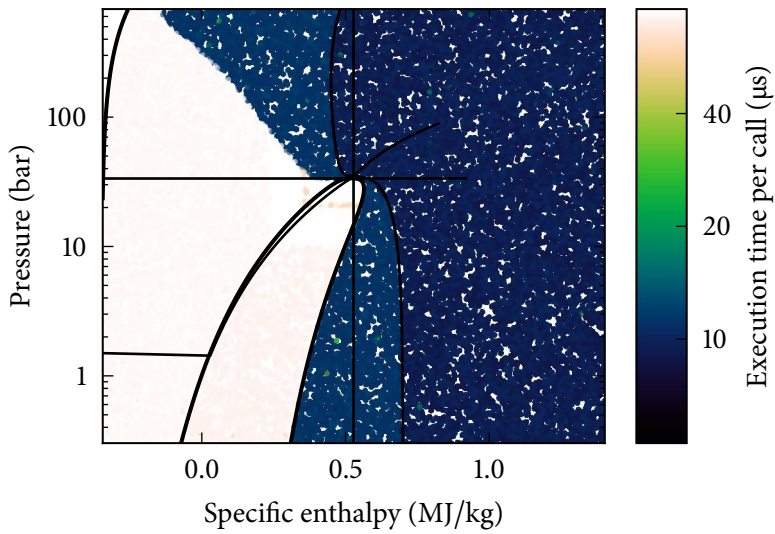 100
10
1
Pressure (bar)
0.0 0.5 1.0
Specific enthalpy (MJ/kg)
40
20
10
Execution time per call (µs)